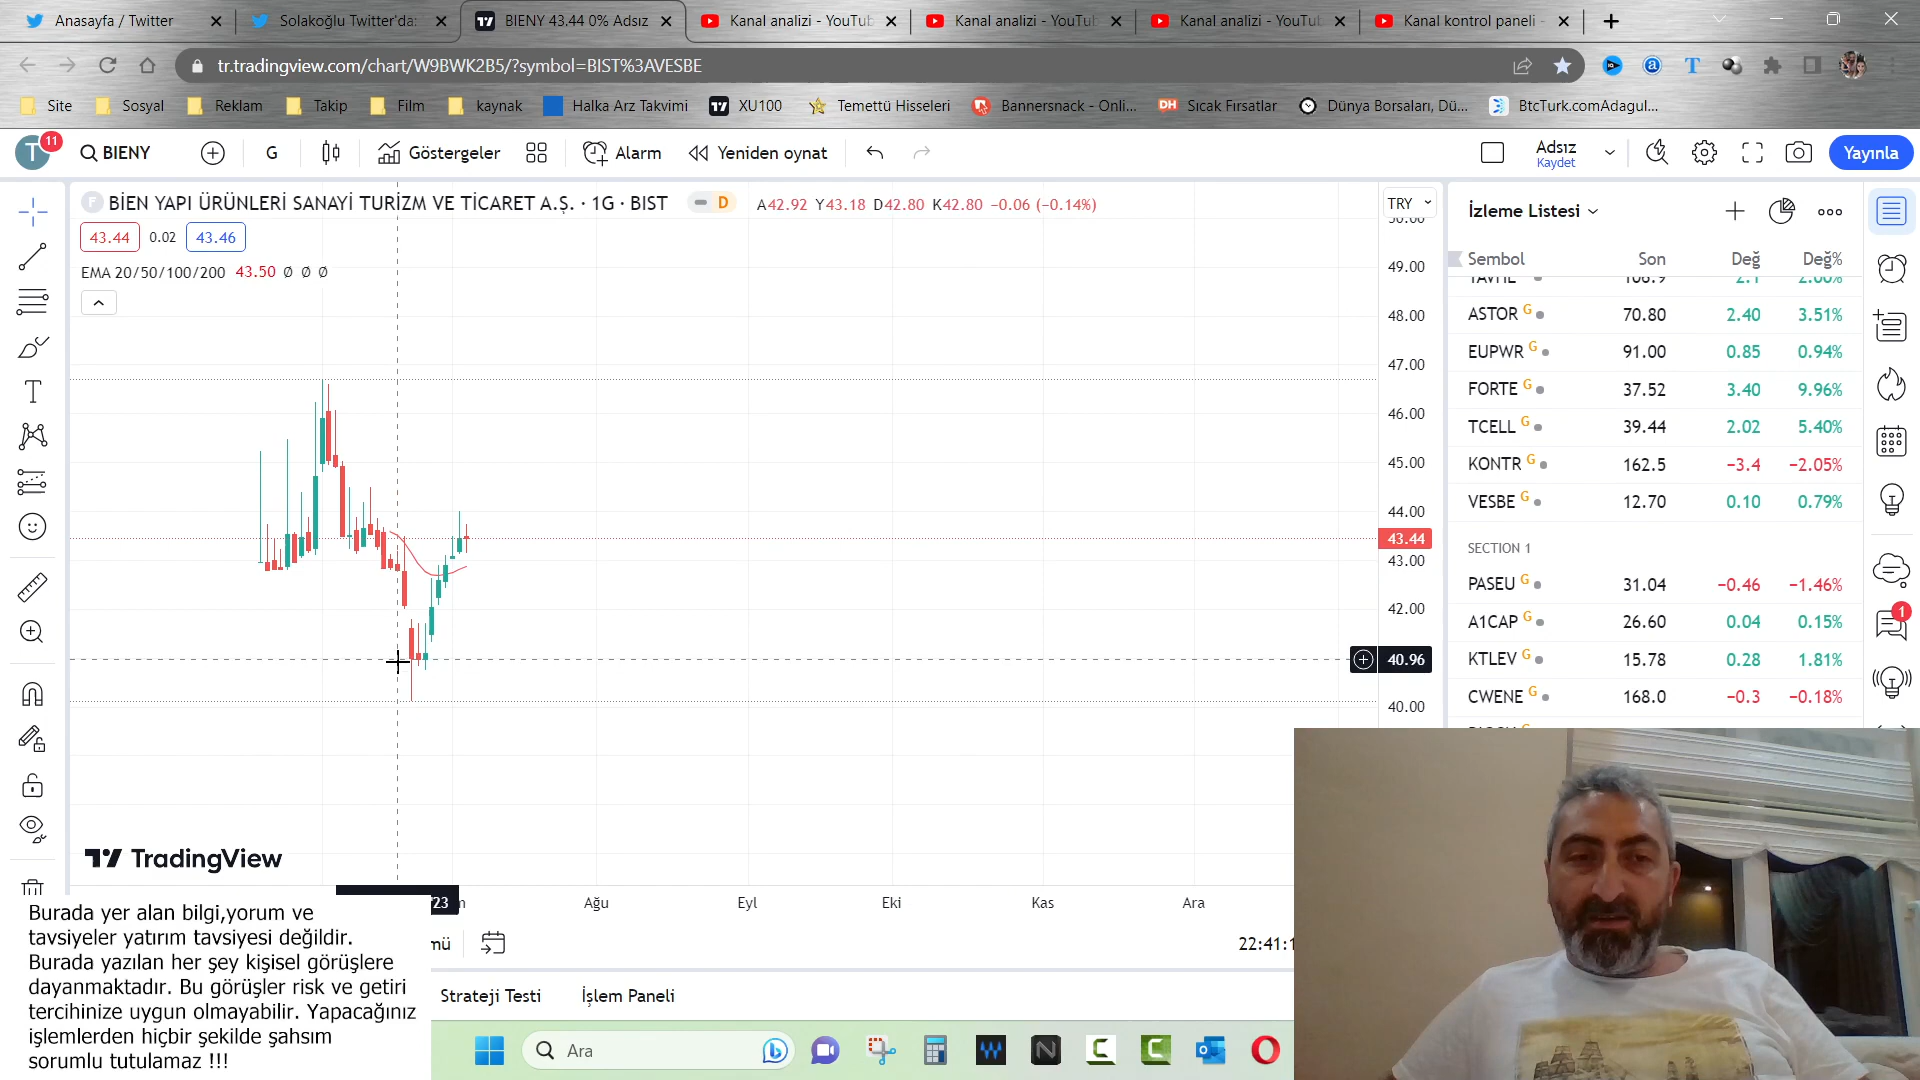 Anasayfa / Twitter
Solakoğlu Twitter'da:
BIENY 43.44 0% Adsız
Kanal analizi - YouTub
Kanal analizi - YouTub
Kanal analizi - YouTub
Kanal kontrol paneli -
tr.tradingview.com/chart/W9BWK2B5/?symbol=BIST%3AVESBE
Site
Sosyal
Reklam
Takip
Film
kaynak
Halka Arz Takvimi
XU100
Temettü Hisseleri
Bannersnack - Onli...
DH Sıcak Fırsatlar
Dünya Borsaları, Dü...
BtcTurk.comAdagul...
T 11
BIENY
G
Göstergeler
Alarm
Yeniden oynat
Adsız
Kaydet
Yayınla
F BİEN YAPI ÜRÜNLERİ SANAYİ TURİZM VE TİCARET A.Ş. · 1G · BIST D A42.92 Y43.18 D42.80 K42.80 −0.06 (−0.14%)
43.44 0.02 43.46
EMA 20/50/100/200 43.50 Ø Ø Ø
TRY
50.00
49.00
48.00
47.00
46.00
45.00
44.00
43.44
43.00
42.00
40.96
40.00
TradingView
'23
Ağu
Eyl
Eki
Kas
Ara
22:41:1
Strateji Testi
İşlem Paneli
İzleme Listesi
Sembol Son Değ Değ%
ASTOR G 70.80 2.40 3.51%
EUPWR G 91.00 0.85 0.94%
FORTE G 37.52 3.40 9.96%
TCELL G 39.44 2.02 5.40%
KONTR G 162.5 −3.4 −2.05%
VESBE G 12.70 0.10 0.79%
SECTION 1
PASEU G 31.04 −0.46 −1.46%
A1CAP G 26.60 0.04 0.15%
KTLEV G 15.78 0.28 1.81%
CWENE G 168.0 −0.3 −0.18%
1
Burada yer alan bilgi,yorum ve
tavsiyeler yatırım tavsiyesi değildir.
Burada yazılan her şey kişisel görüşlere
dayanmaktadır. Bu görüşler risk ve getiri
tercihinize uygun olmayabilir. Yapacağınız
işlemlerden hiçbir şekilde şahsım
sorumlu tutulamaz !!!
Ara